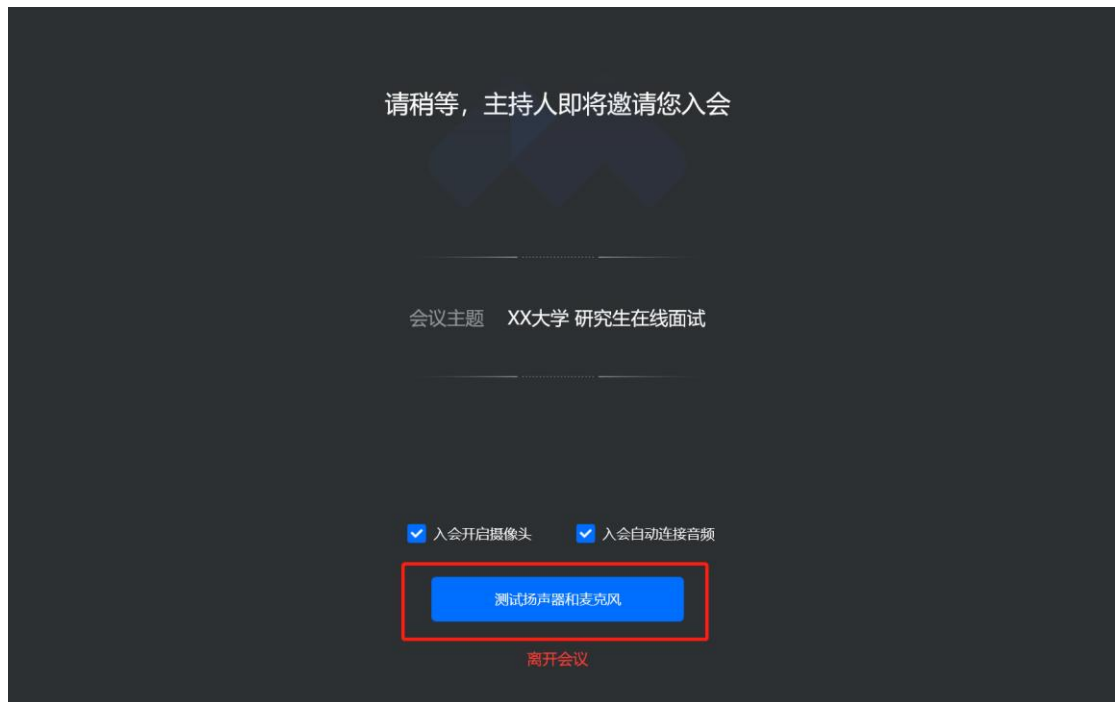 请稍等，主持人即将邀请您入会
会议主题 XX大学 研究生在线面试
入会开启摄像头 入会自动连接音频
测试扬声器和麦克风
离开会议